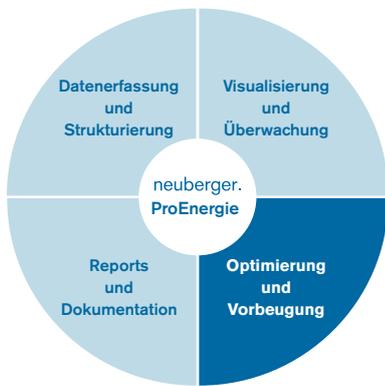 Datenerfassung
und
Strukturierung
Visualisierung
und
Überwachung
neuberger.
ProEnergie
Reports
und
Dokumentation
Optimierung
und
Vorbeugung